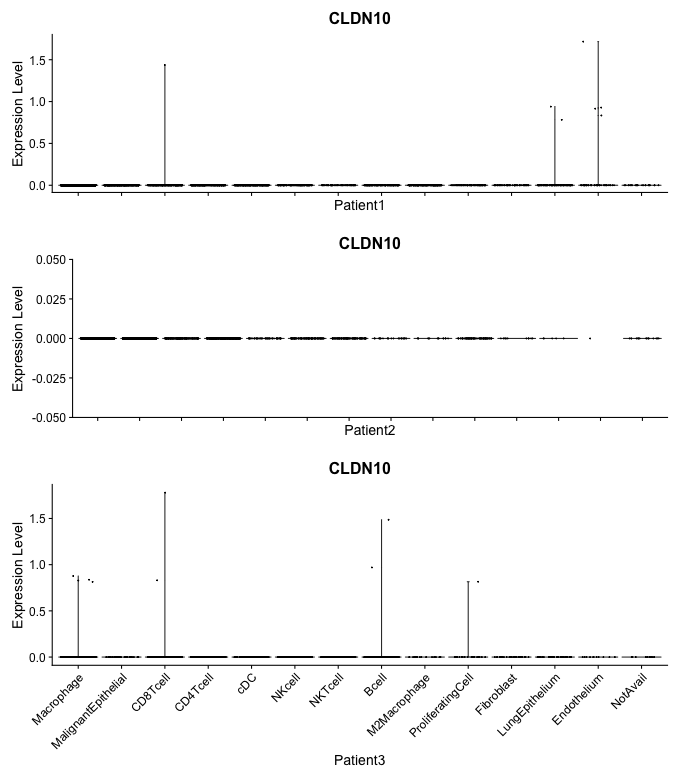 CLDN10
Expression Level
1.5
1.0
0.5
0.0
Patient1
CLDN10
Expression Level
0.050
0.025
0.000
-0.025
-0.050
Patient2
CLDN10
Expression Level
1.5
1.0
0.5
0.0
Macrophage
MalignantEpithelial
CD8Tcell
CD4Tcell
cDC
NKcell
NKTcell
Bcell
M2Macrophage
ProliferatingCell
Fibroblast
LungEpithelium
Endothelium
NotAvail
Patient3